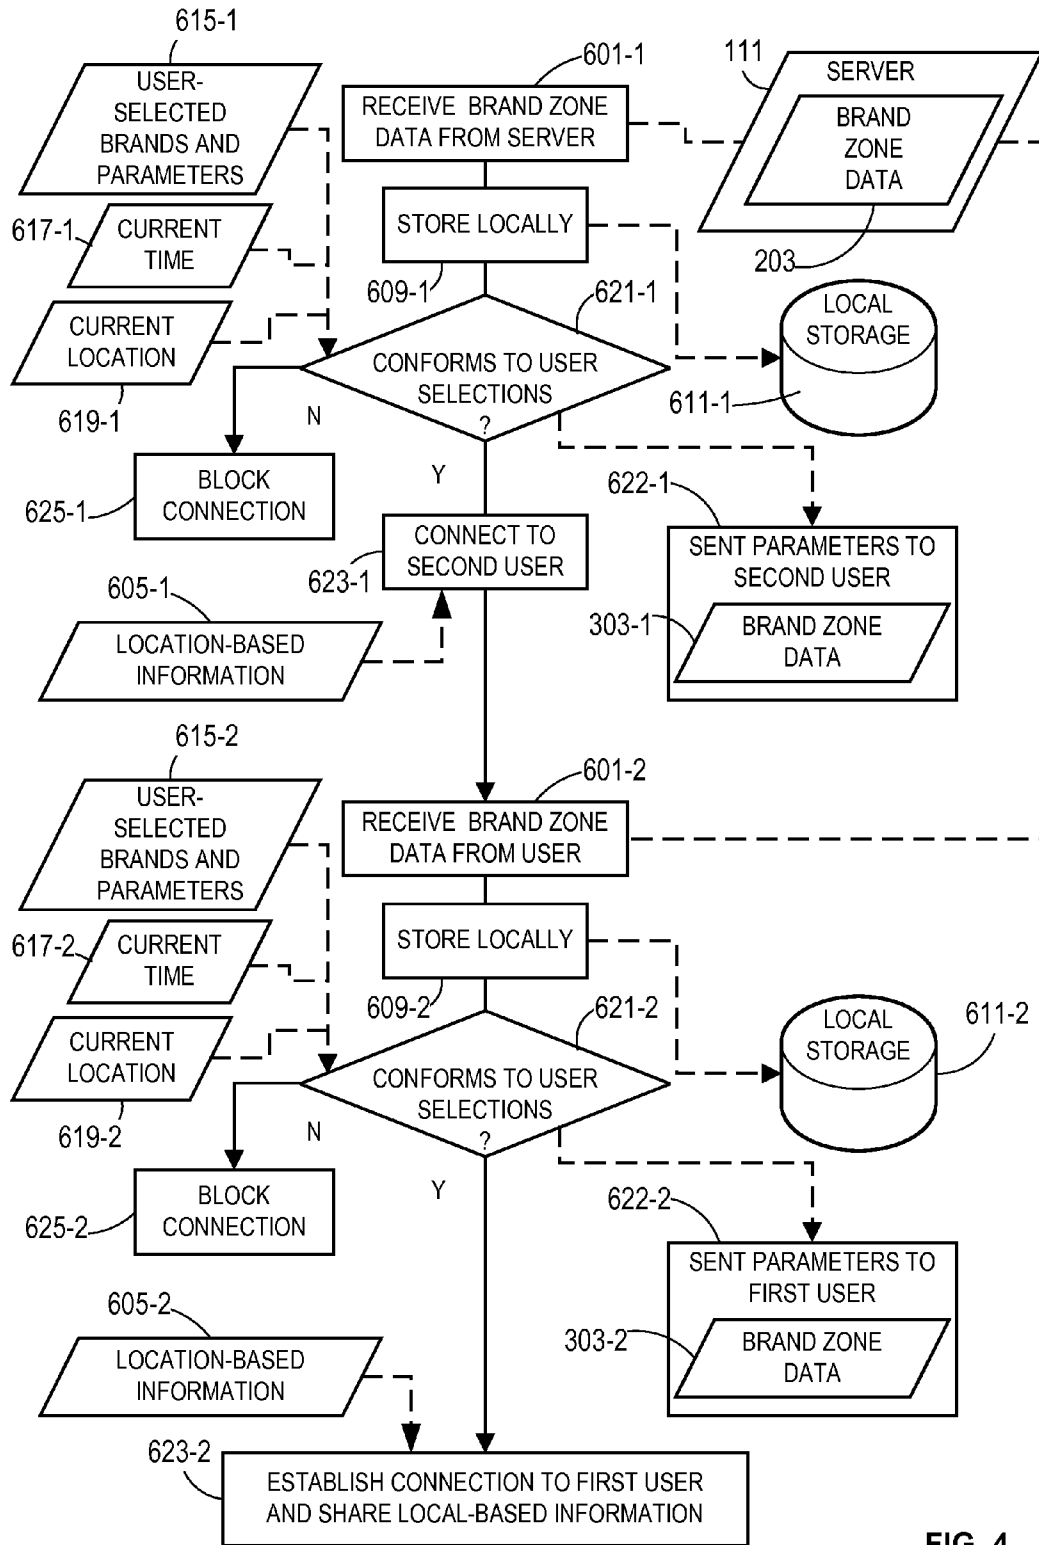 615-1
USER-
SELECTED
BRANDS AND
PARAMETERS
601-1
RECEIVE BRAND ZONE
DATA FROM SERVER
111
SERVER
BRAND
ZONE
DATA
203
617-1
CURRENT
TIME
STORE LOCALLY
609-1
CURRENT
LOCATION
619-1
621-1
CONFORMS TO USER
SELECTIONS
?
LOCAL
STORAGE
611-1
N
Y
BLOCK
CONNECTION
625-1
CONNECT TO
SECOND USER
623-1
622-1
SENT PARAMETERS TO
SECOND USER
303-1
BRAND ZONE
DATA
605-1
LOCATION-BASED
INFORMATION
615-2
USER-
SELECTED
BRANDS AND
PARAMETERS
601-2
RECEIVE BRAND ZONE
DATA FROM USER
617-2
CURRENT
TIME
STORE LOCALLY
609-2
CURRENT
LOCATION
619-2
621-2
CONFORMS TO USER
SELECTIONS
?
LOCAL
STORAGE
611-2
N
Y
BLOCK
CONNECTION
625-2
622-2
SENT PARAMETERS TO
FIRST USER
303-2
BRAND ZONE
DATA
605-2
LOCATION-BASED
INFORMATION
623-2
ESTABLISH CONNECTION TO FIRST USER
AND SHARE LOCAL-BASED INFORMATION
FIG. 4